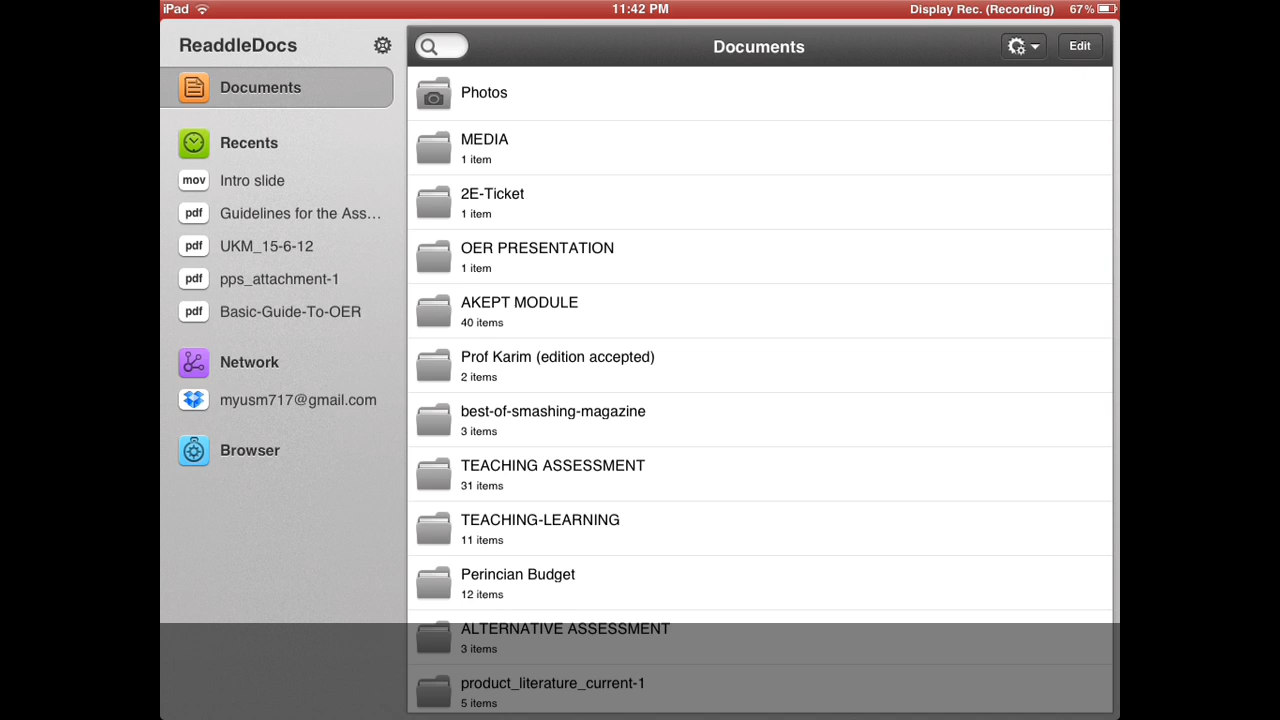 iPad
11:42 PM
Display Rec. (Recording)
67%
ReaddleDocs
Documents
Recents
mov Intro slide
pdf Guidelines for the Ass…
pdf UKM_15-6-12
pdf pps_attachment-1
pdf Basic-Guide-To-OER
Network
myusm717@gmail.com
Browser
Documents
Edit
Photos
MEDIA
1 item
2E-Ticket
1 item
OER PRESENTATION
1 item
AKEPT MODULE
40 items
Prof Karim (edition accepted)
2 items
best-of-smashing-magazine
3 items
TEACHING ASSESSMENT
31 items
TEACHING-LEARNING
11 items
Perincian Budget
12 items
ALTERNATIVE ASSESSMENT
3 items
product_literature_current-1
5 items